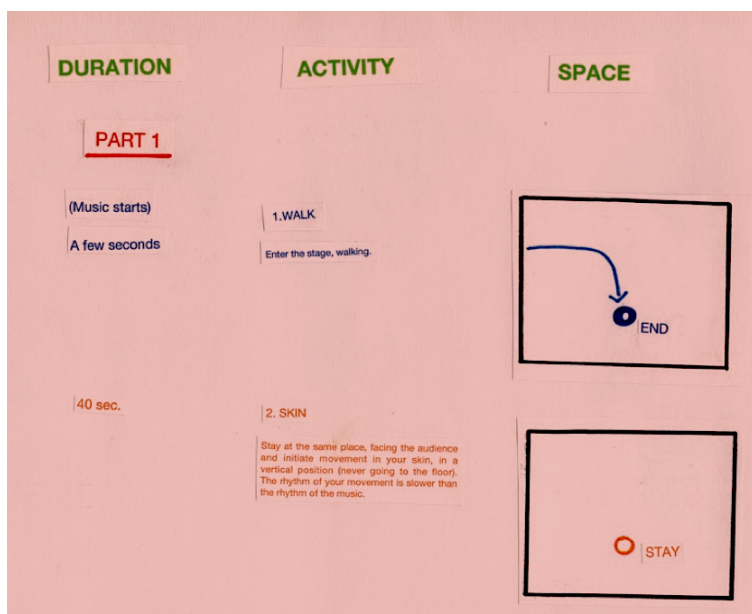 DURATION
ACTIVITY
SPACE
PART 1
(Music starts)
1.WALK
A few seconds
Enter the stage, walking.
END
40 sec.
2. SKIN
Stay at the same place, facing the audience
and initiate movement in your skin, in a
vertical position (never going to the floor).
The rhythm of your movement is slower than
the rhythm of the music.
STAY